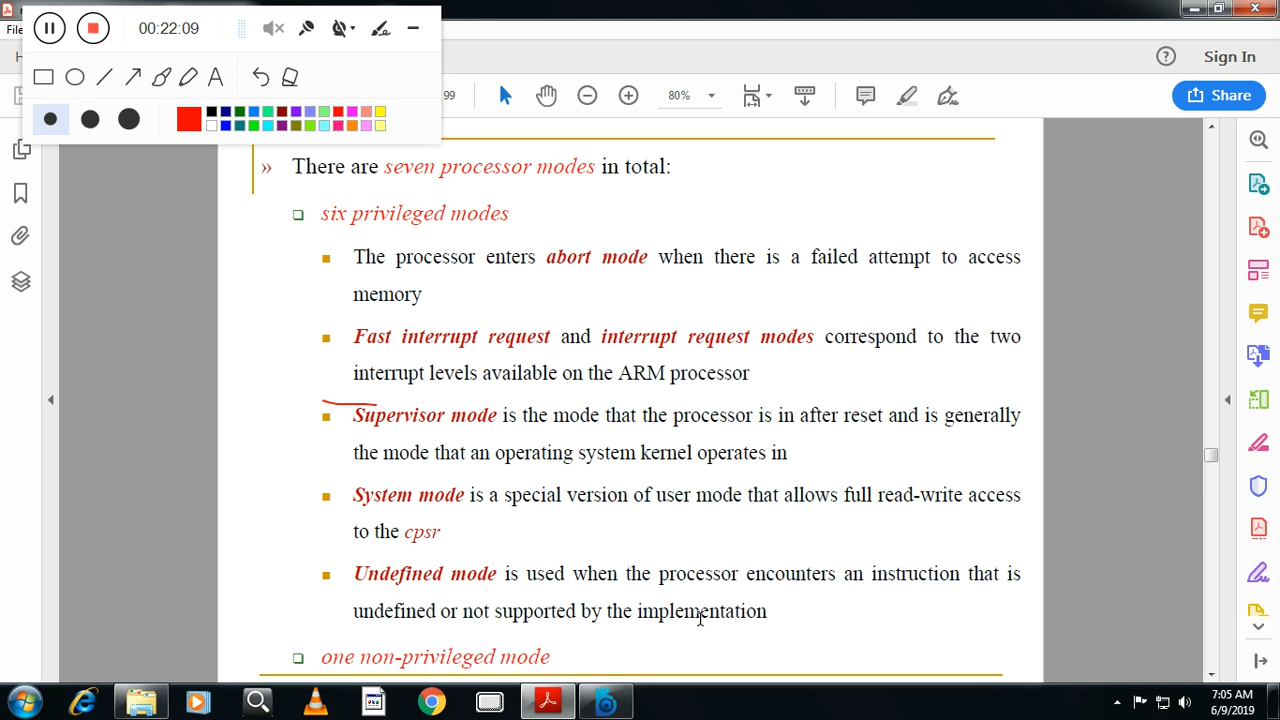 00:22:09
File
Sign In
99
80%
Share
A
» There are seven processor modes in total:
six privileged modes
The processor enters abort mode when there is a failed attempt to access
memory
Fast interrupt request and interrupt request modes correspond to the two
interrupt levels available on the ARM processor
Supervisor mode is the mode that the processor is in after reset and is generally
the mode that an operating system kernel operates in
System mode is a special version of user mode that allows full read-write access
to the cpsr
Undefined mode is used when the processor encounters an instruction that is
undefined or not supported by the implementation
one non-privileged mode
7:05 AM
6/9/2019